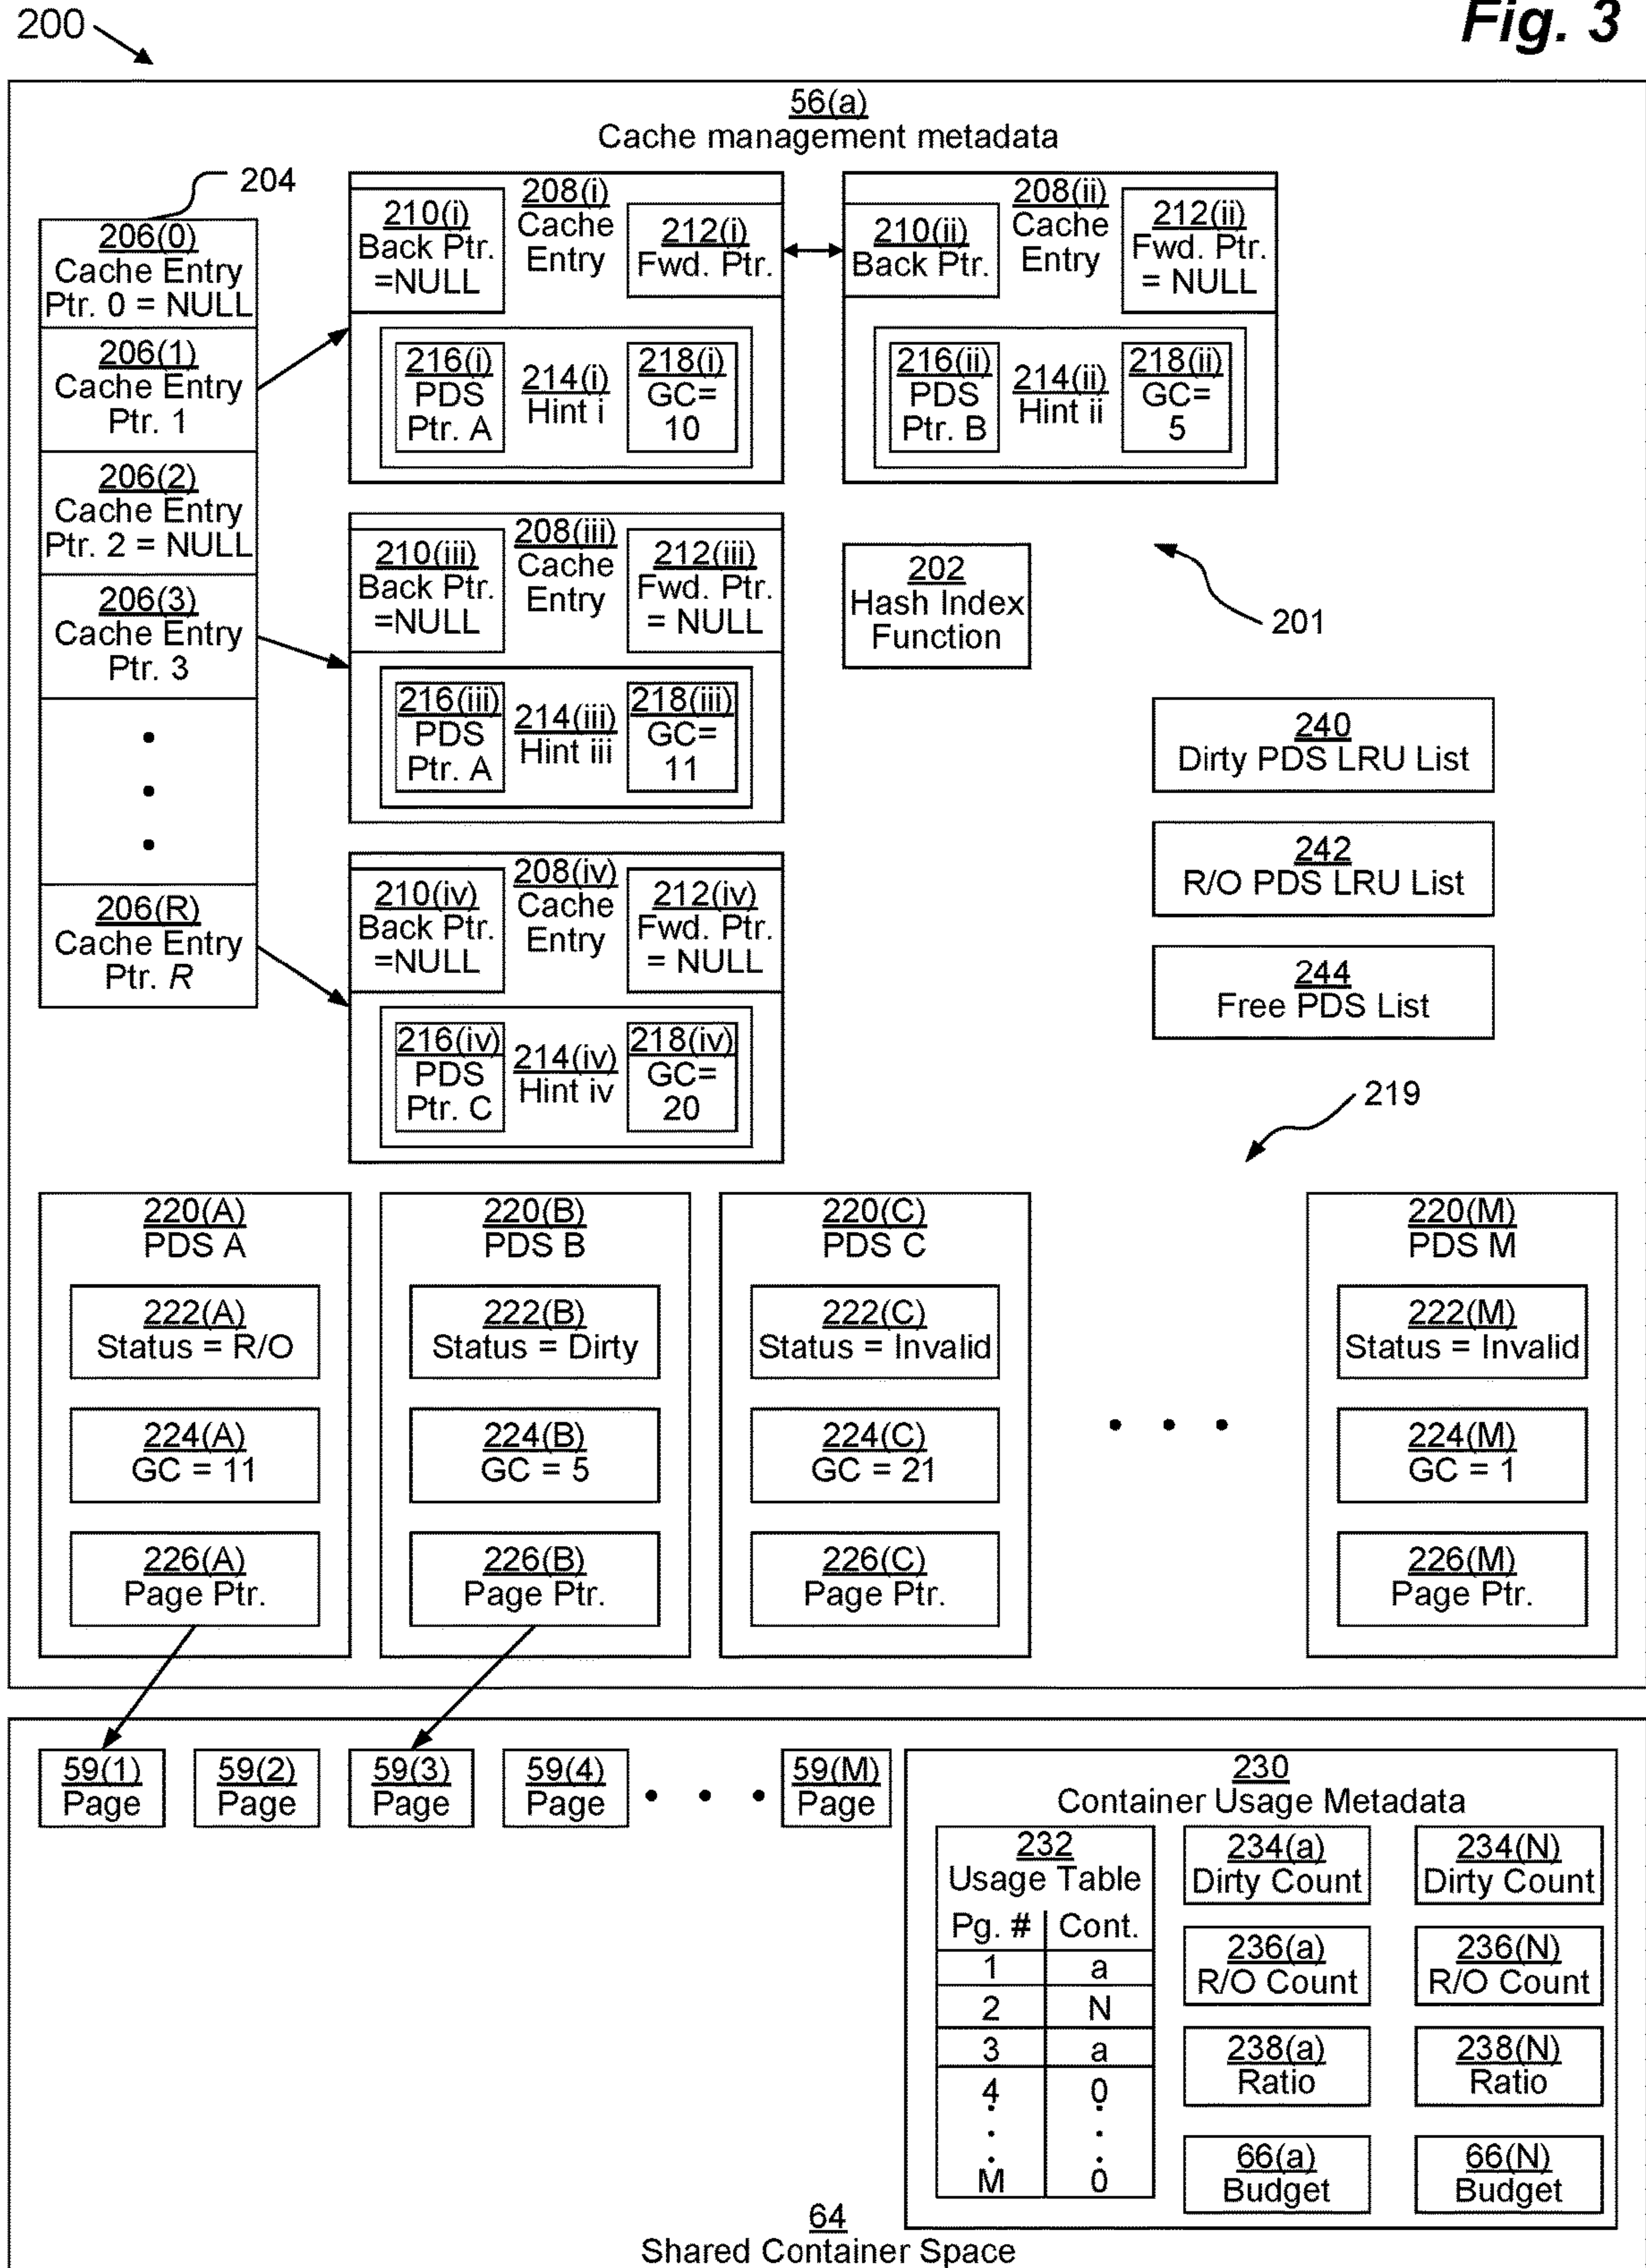 200
Fig. 3
56(a)
Cache management metadata
204
206(0)
Cache Entry
Ptr. 0 = NULL
206(1)
Cache Entry
Ptr. 1
206(2)
Cache Entry
Ptr. 2 = NULL
206(3)
Cache Entry
Ptr. 3
206(R)
Cache Entry
Ptr. R
210(i)
Back Ptr.
=NULL
208(i)
Cache
Entry
212(i)
Fwd. Ptr.
216(i)
PDS
Ptr. A
214(i)
Hint i
218(i)
GC=
10
210(ii)
Back Ptr.
208(ii)
Cache
Entry
212(ii)
Fwd. Ptr.
= NULL
216(ii)
PDS
Ptr. B
214(ii)
Hint ii
218(ii)
GC=
5
210(iii)
Back Ptr.
=NULL
208(iii)
Cache
Entry
212(iii)
Fwd. Ptr.
= NULL
216(iii)
PDS
Ptr. A
214(iii)
Hint iii
218(iii)
GC=
11
202
Hash Index
Function
201
210(iv)
Back Ptr.
=NULL
208(iv)
Cache
Entry
212(iv)
Fwd. Ptr.
= NULL
216(iv)
PDS
Ptr. C
214(iv)
Hint iv
218(iv)
GC=
20
240
Dirty PDS LRU List
242
R/O PDS LRU List
244
Free PDS List
219
220(A)
PDS A
222(A)
Status = R/O
224(A)
GC = 11
226(A)
Page Ptr.
220(B)
PDS B
222(B)
Status = Dirty
224(B)
GC = 5
226(B)
Page Ptr.
220(C)
PDS C
222(C)
Status = Invalid
224(C)
GC = 21
226(C)
Page Ptr.
220(M)
PDS M
222(M)
Status = Invalid
224(M)
GC = 1
226(M)
Page Ptr.
59(1)
Page
59(2)
Page
59(3)
Page
59(4)
Page
59(M)
Page
230
Container Usage Metadata
232
Usage Table
Pg. # Cont.
1 a
2 N
3 a
4 0
M 0
234(a)
Dirty Count
234(N)
Dirty Count
236(a)
R/O Count
236(N)
R/O Count
238(a)
Ratio
238(N)
Ratio
66(a)
Budget
66(N)
Budget
64
Shared Container Space